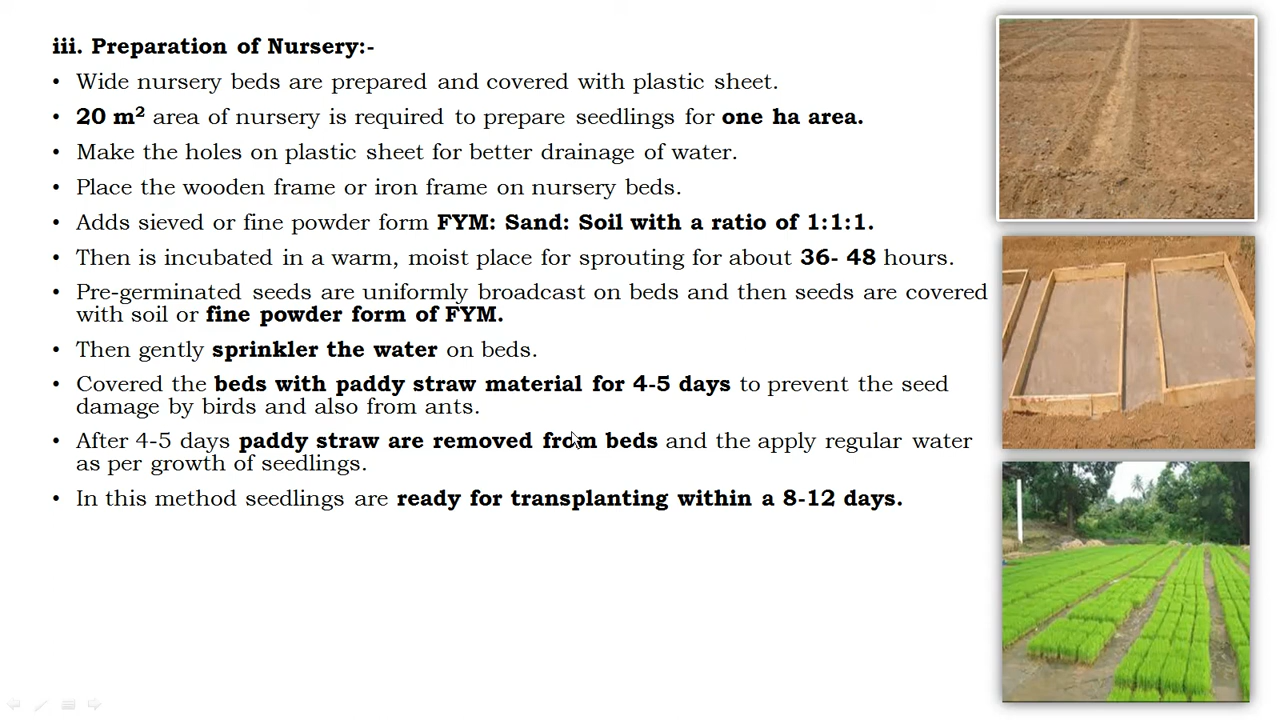 iii. Preparation of Nursery:-
• Wide nursery beds are prepared and covered with plastic sheet.
• 20 m² area of nursery is required to prepare seedlings for one ha area.
• Make the holes on plastic sheet for better drainage of water.
• Place the wooden frame or iron frame on nursery beds.
• Adds sieved or fine powder form FYM: Sand: Soil with a ratio of 1:1:1.
• Then is incubated in a warm, moist place for sprouting for about 36- 48 hours.
• Pre-germinated seeds are uniformly broadcast on beds and then seeds are covered
with soil or fine powder form of FYM.
• Then gently sprinkler the water on beds.
• Covered the beds with paddy straw material for 4-5 days to prevent the seed
damage by birds and also from ants.
• After 4-5 days paddy straw are removed from beds and the apply regular water
as per growth of seedlings.
• In this method seedlings are ready for transplanting within a 8-12 days.